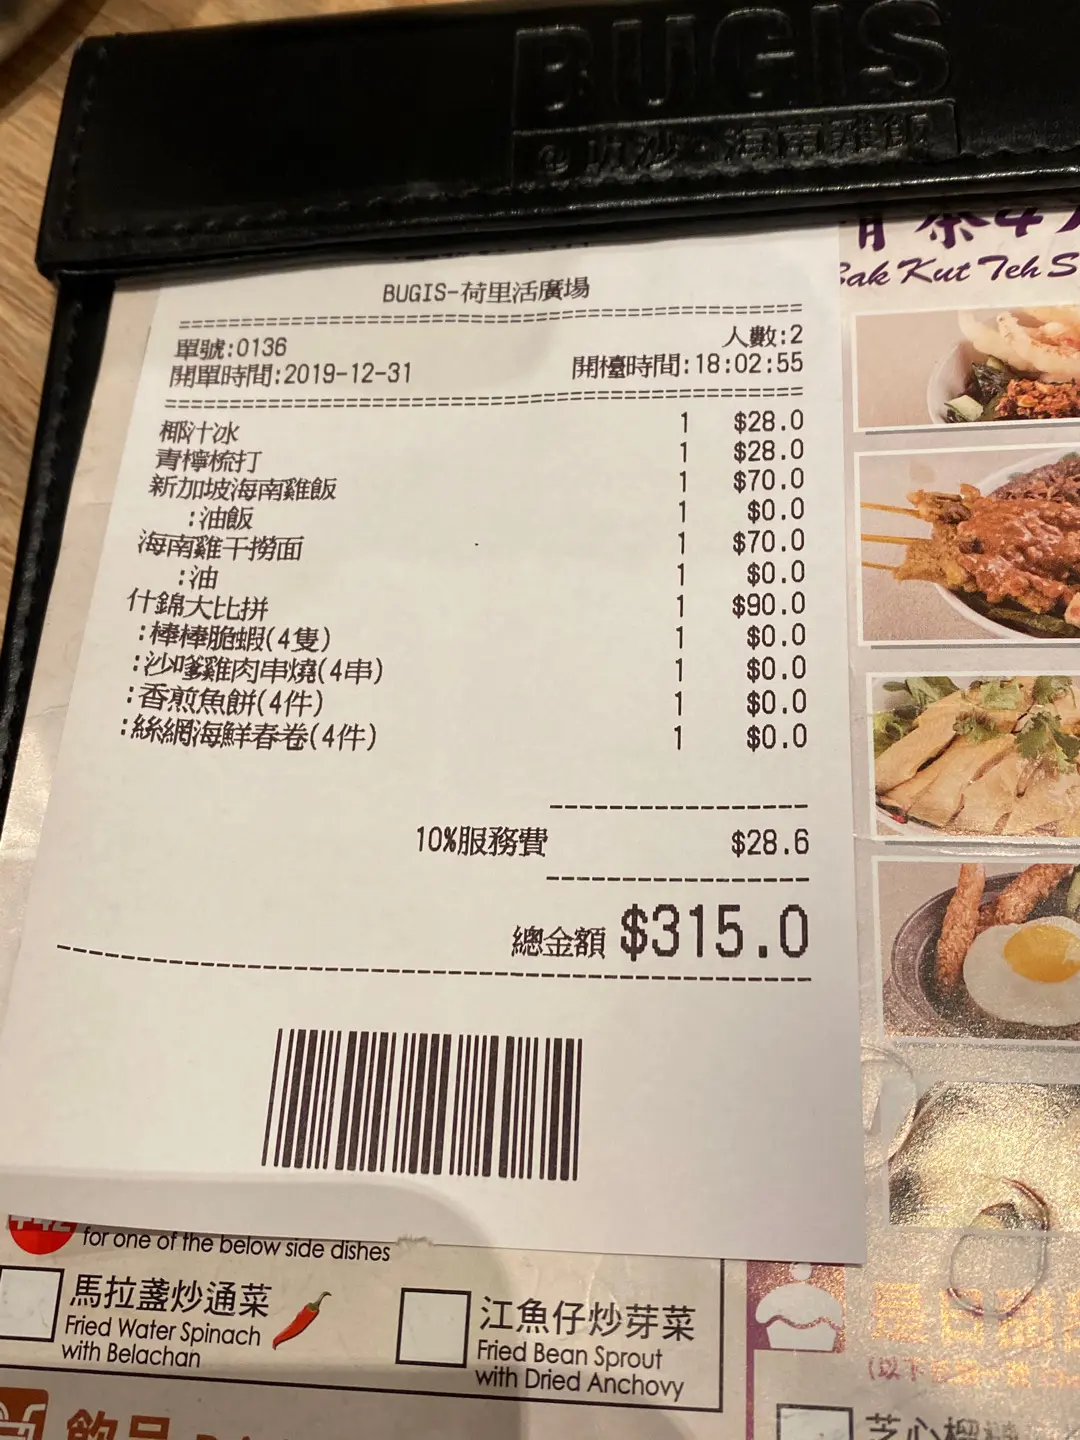 BUGIS
@叻沙·海南雞飯
Bak Kut Teh S
BUGIS-荷里活廣場
單號:0136 人數:2
開單時間:2019-12-31 開檯時間:18:02:55
椰汁冰 1 $28.0
青檸梳打 1 $28.0
新加坡海南雞飯 1 $70.0
:油飯 1 $0.0
海南雞干撈面 1 $70.0
:油 1 $0.0
什錦大比拼 1 $90.0
:棒棒脆蝦(4隻) 1 $0.0
:沙嗲雞肉串燒(4串) 1 $0.0
:香煎魚餅(4件) 1 $0.0
:絲網海鮮春卷(4件) 1 $0.0
10%服務費 $28.6
總金額 $315.0
for one of the below side dishes
馬拉盞炒通菜
Fried Water Spinach
with Belachan
江魚仔炒芽菜
Fried Bean Sprout
with Dried Anchovy
(以下
飲品
芝心榴